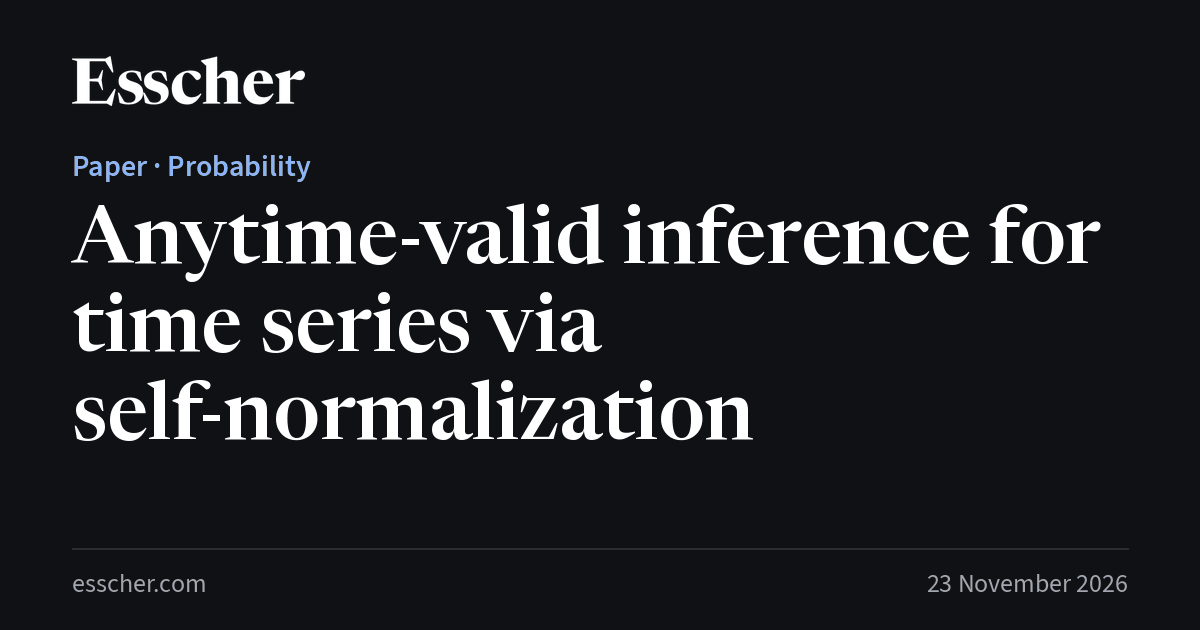 Esscher
Paper · Probability
Anytime-valid inference for
time series via
self-normalization
esscher.com
23 November 2026